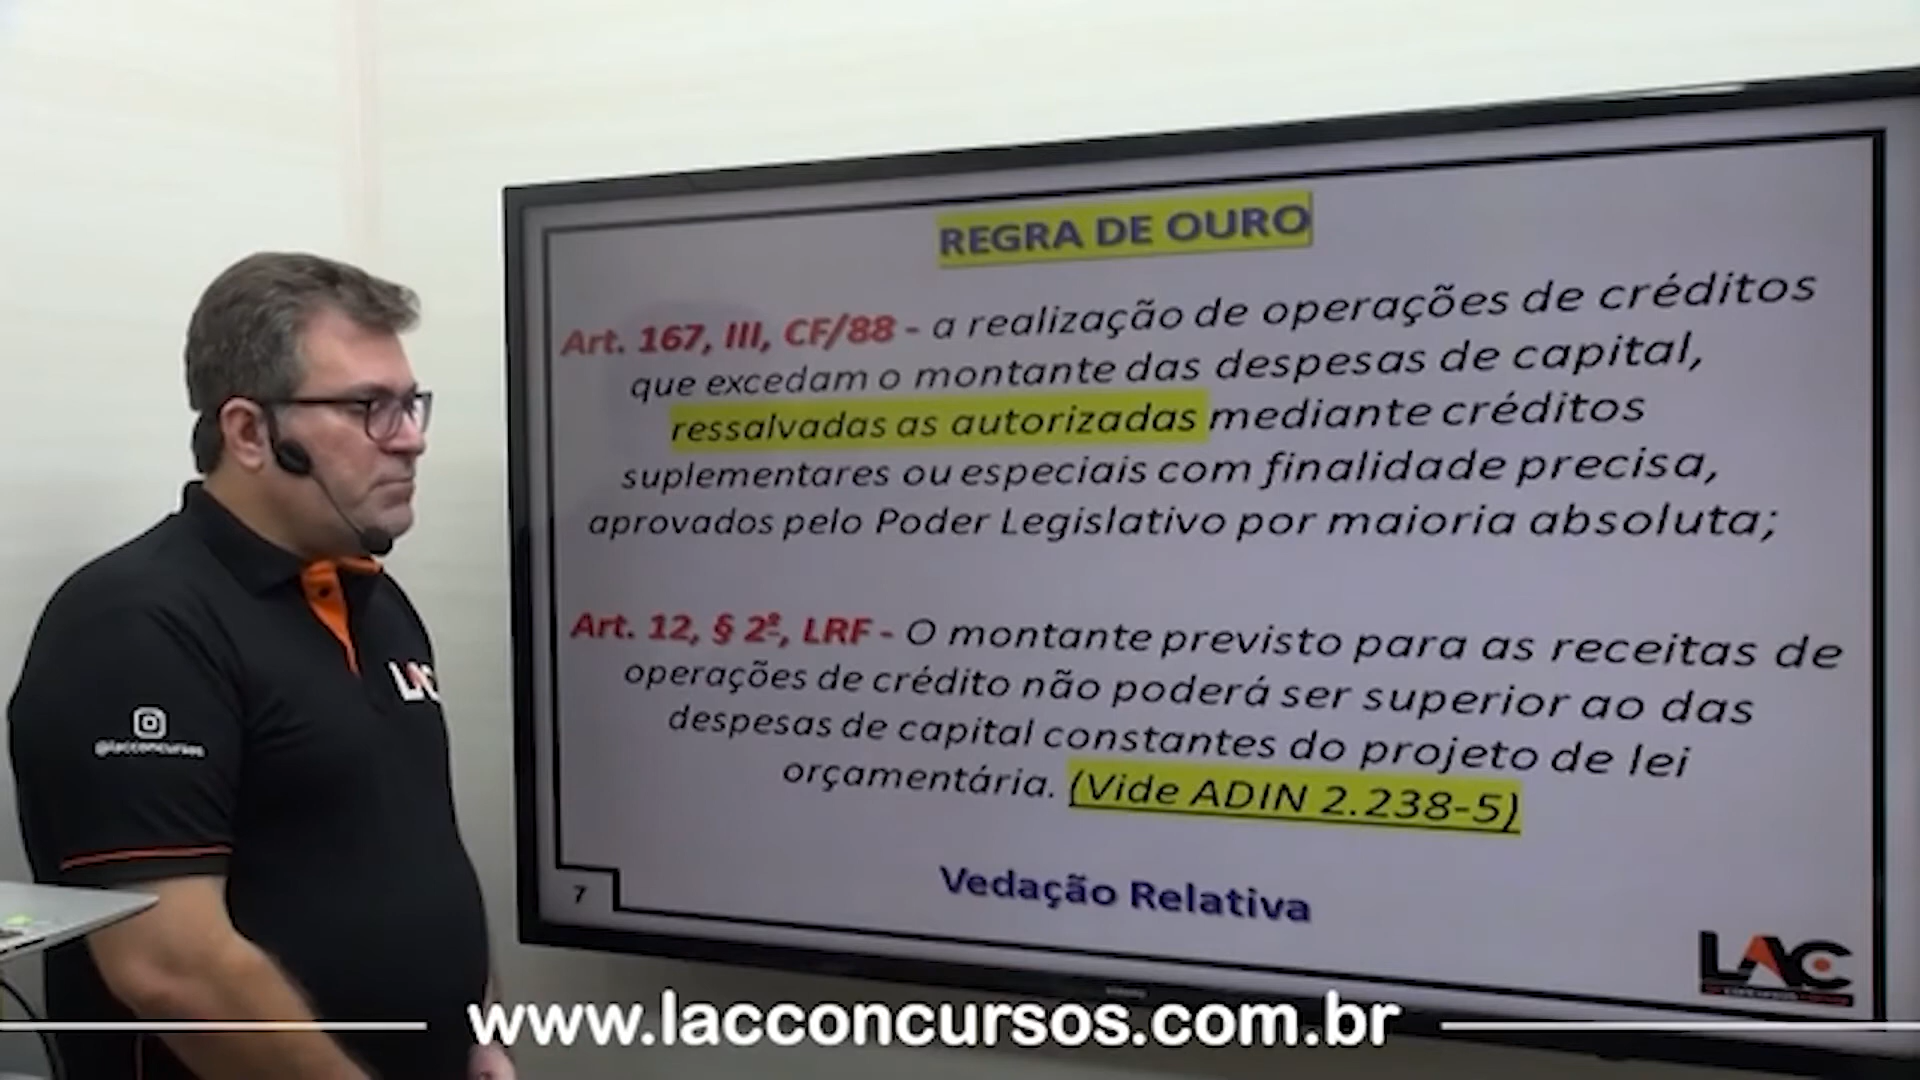 REGRA DE OURO
Art. 167, III, CF/88 - a realização de operações de créditos
que excedam o montante das despesas de capital,
ressalvadas as autorizadas mediante créditos
suplementares ou especiais com finalidade precisa,
aprovados pelo Poder Legislativo por maioria absoluta;
Art. 12, § 2º, LRF - O montante previsto para as receitas de
operações de crédito não poderá ser superior ao das
despesas de capital constantes do projeto de lei
orçamentária. (Vide ADIN 2.238-5)
Vedação Relativa
7
LAC
LAC
@lacconcursos
www.lacconcursos.com.br